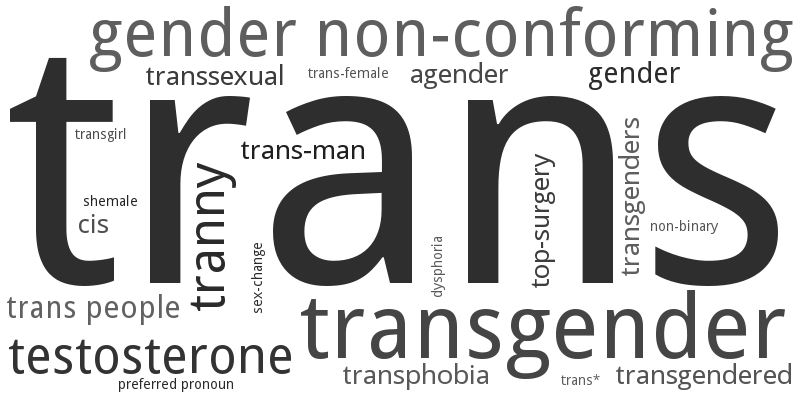 gender non-conforming
transsexual
trans-female
agender
gender
trans
transgirl
trans-man
shemale
cis
tranny
sex-change
dysphoria
top-surgery
transgenders
non-binary
trans people
transgender
testosterone
preferred pronoun
transphobia
trans*
transgendered